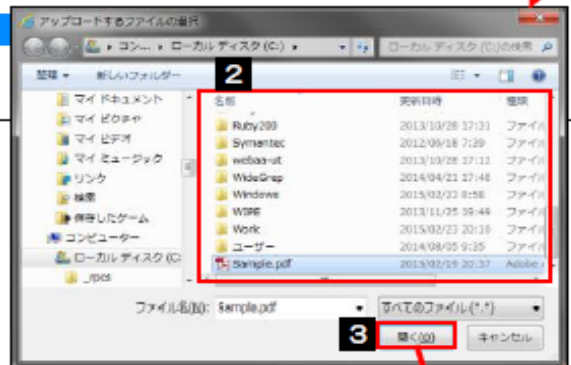 アップロードするファイルの選択
コン... ▸ ローカル ディスク (C:) ▸
ローカル ディスク (C:)の検索
整理 ▾ 新しいフォルダー
2
マイ ドキュメント
マイ ピクチャ
マイ ビデオ
マイ ミュージック
リンク
検索
保存したゲーム
コンピューター
ローカル ディスク (C:
_rpcs
名前 更新日時 種類
Ruby200 2013/10/28 17:31 ファイル
Symantec 2012/06/18 7:39 ファイル
webaa-ut 2013/10/28 17:12 ファイル
WideGrep 2014/04/21 17:48 ファイル
Windows 2015/02/23 8:58 ファイル
WIPE 2013/11/25 19:49 ファイル
Work 2015/02/23 20:10 ファイル
ユーザー 2014/08/05 9:35 ファイル
Sample.pdf 2015/02/19 20:37 Adobe A
ファイル名(N): Sample.pdf すべてのファイル (*.*)
3 開く(O) キャンセル